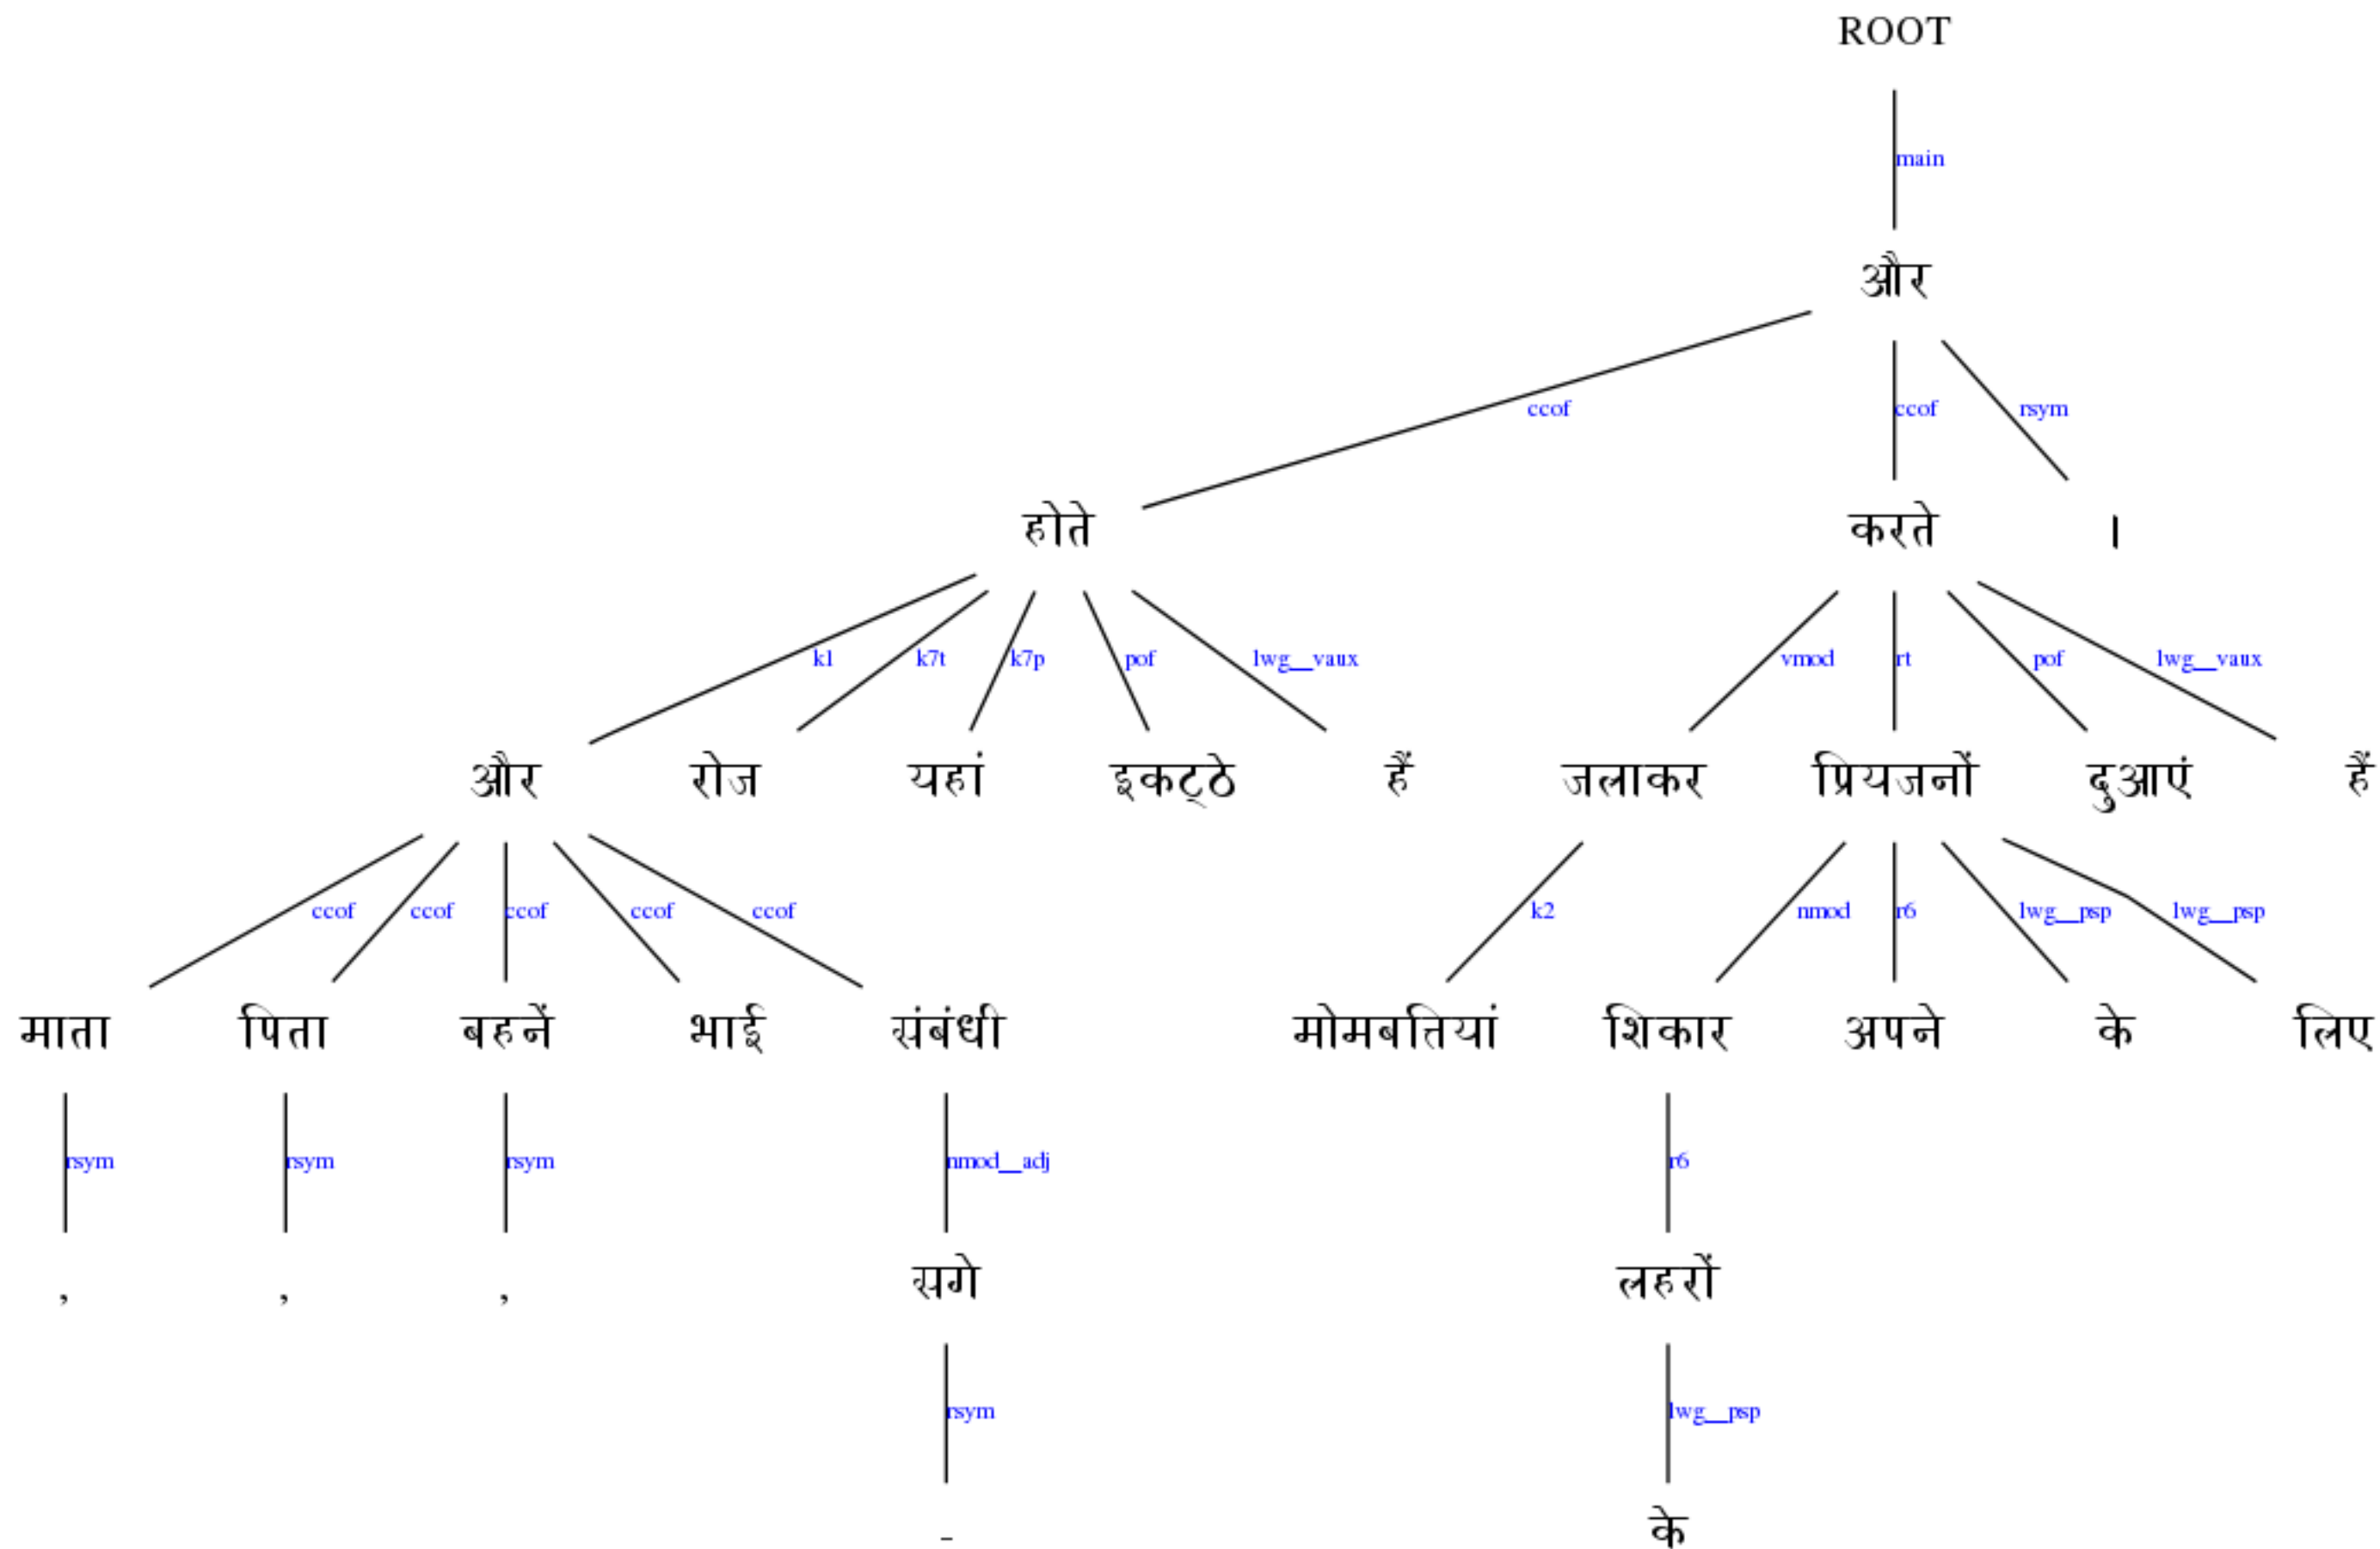 ROOT
main
और
ccof ccof rsym
होते करते ।
k1 k7t k7p pof lwg__vaux vmod rt pof lwg__vaux
और रोज यहां इकट्ठे हैं जलाकर प्रियजनों दुआएं हैं
ccof ccof ccof ccof ccof k2 nmod r6 lwg__psp lwg__psp
माता पिता बहनें भाई संबंधी मोमबत्तियां शिकार अपने के लिए
rsym rsym rsym nmod__adj r6
, , , सगे लहरों
rsym lwg__psp
- के